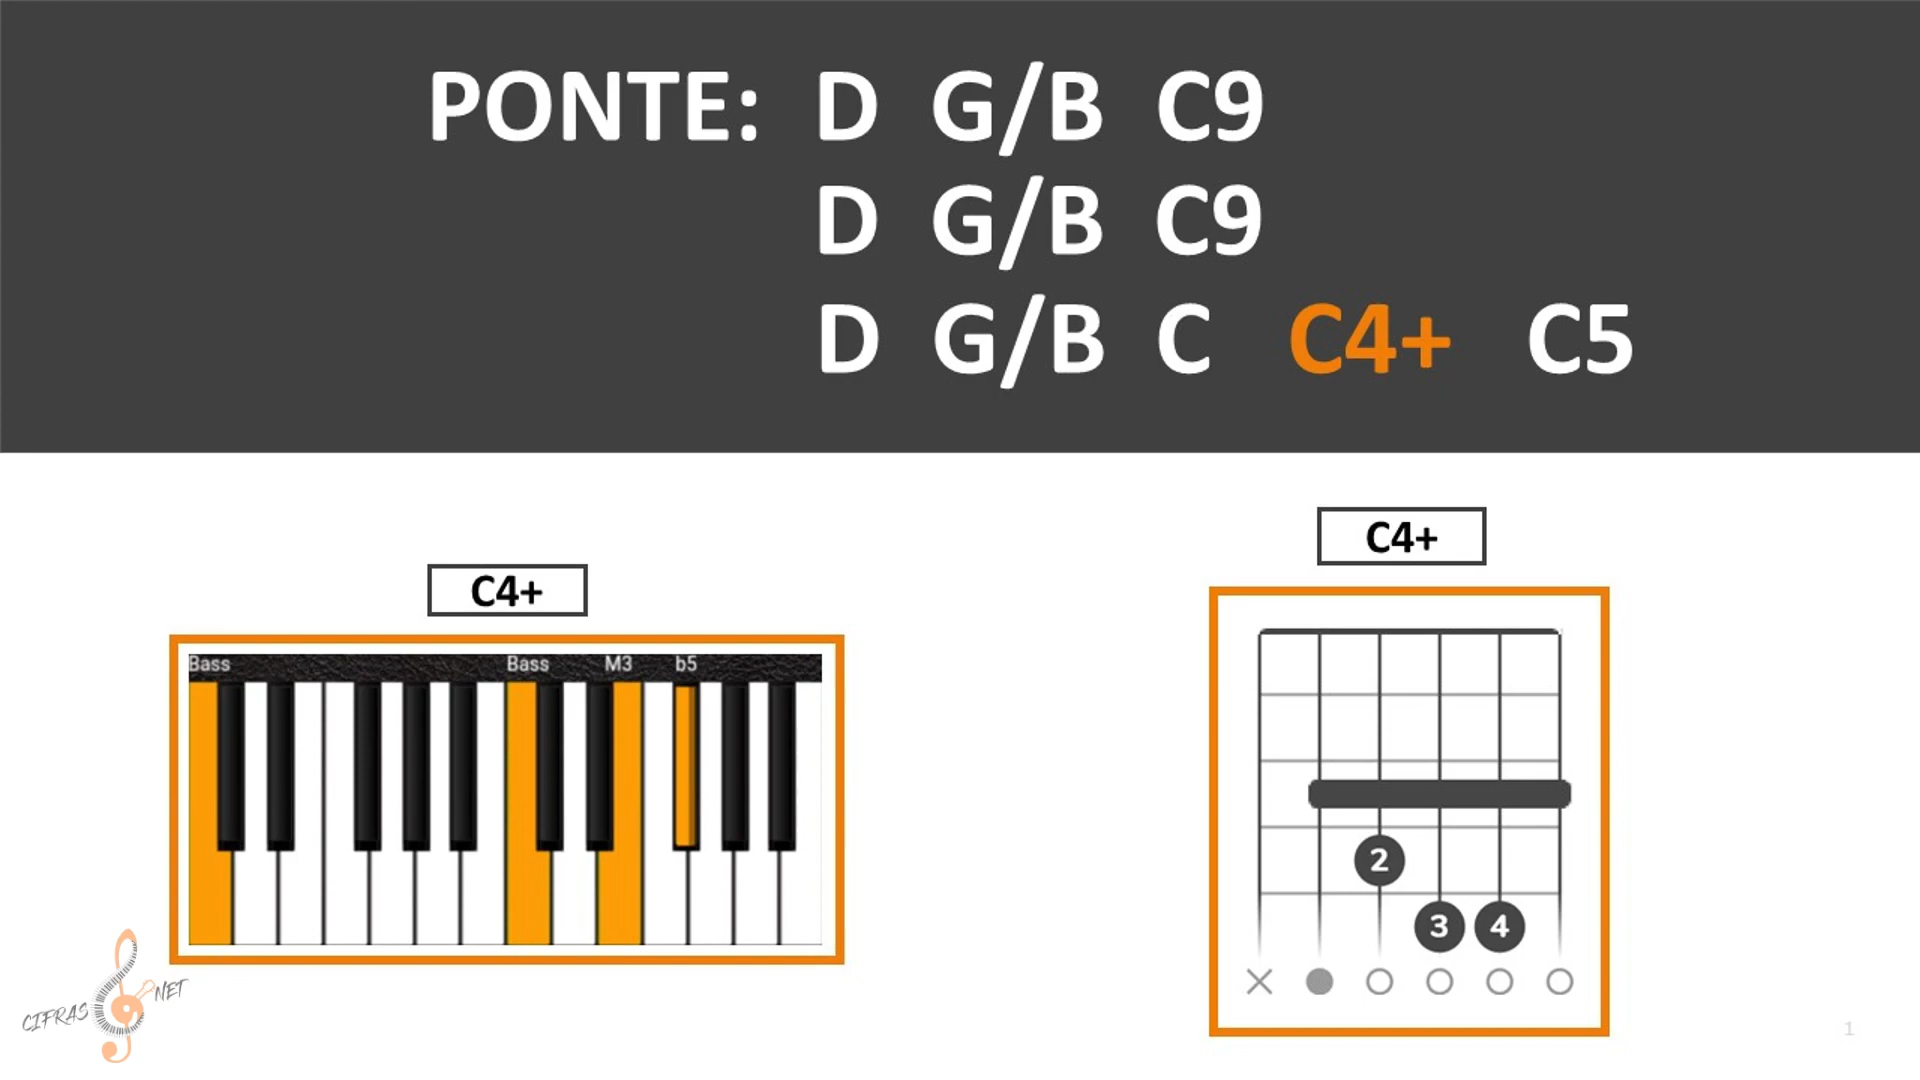 PONTE: D G/B C9
D G/B C9
D G/B C C4+ C5
C4+
C4+
Bass Bass M3 b5
2
3 4
CIFRAS NET
1